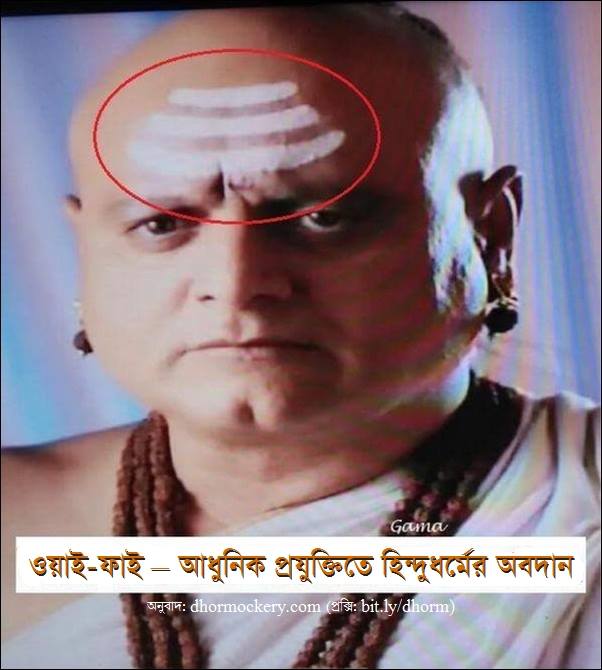 Gama
ওয়াই-ফাই – আধুনিক প্রযুক্তিতে হিন্দুধর্মের অবদান
অনুবাদ: dhormockery.com (প্রক্সি: bit.ly/dhorm)